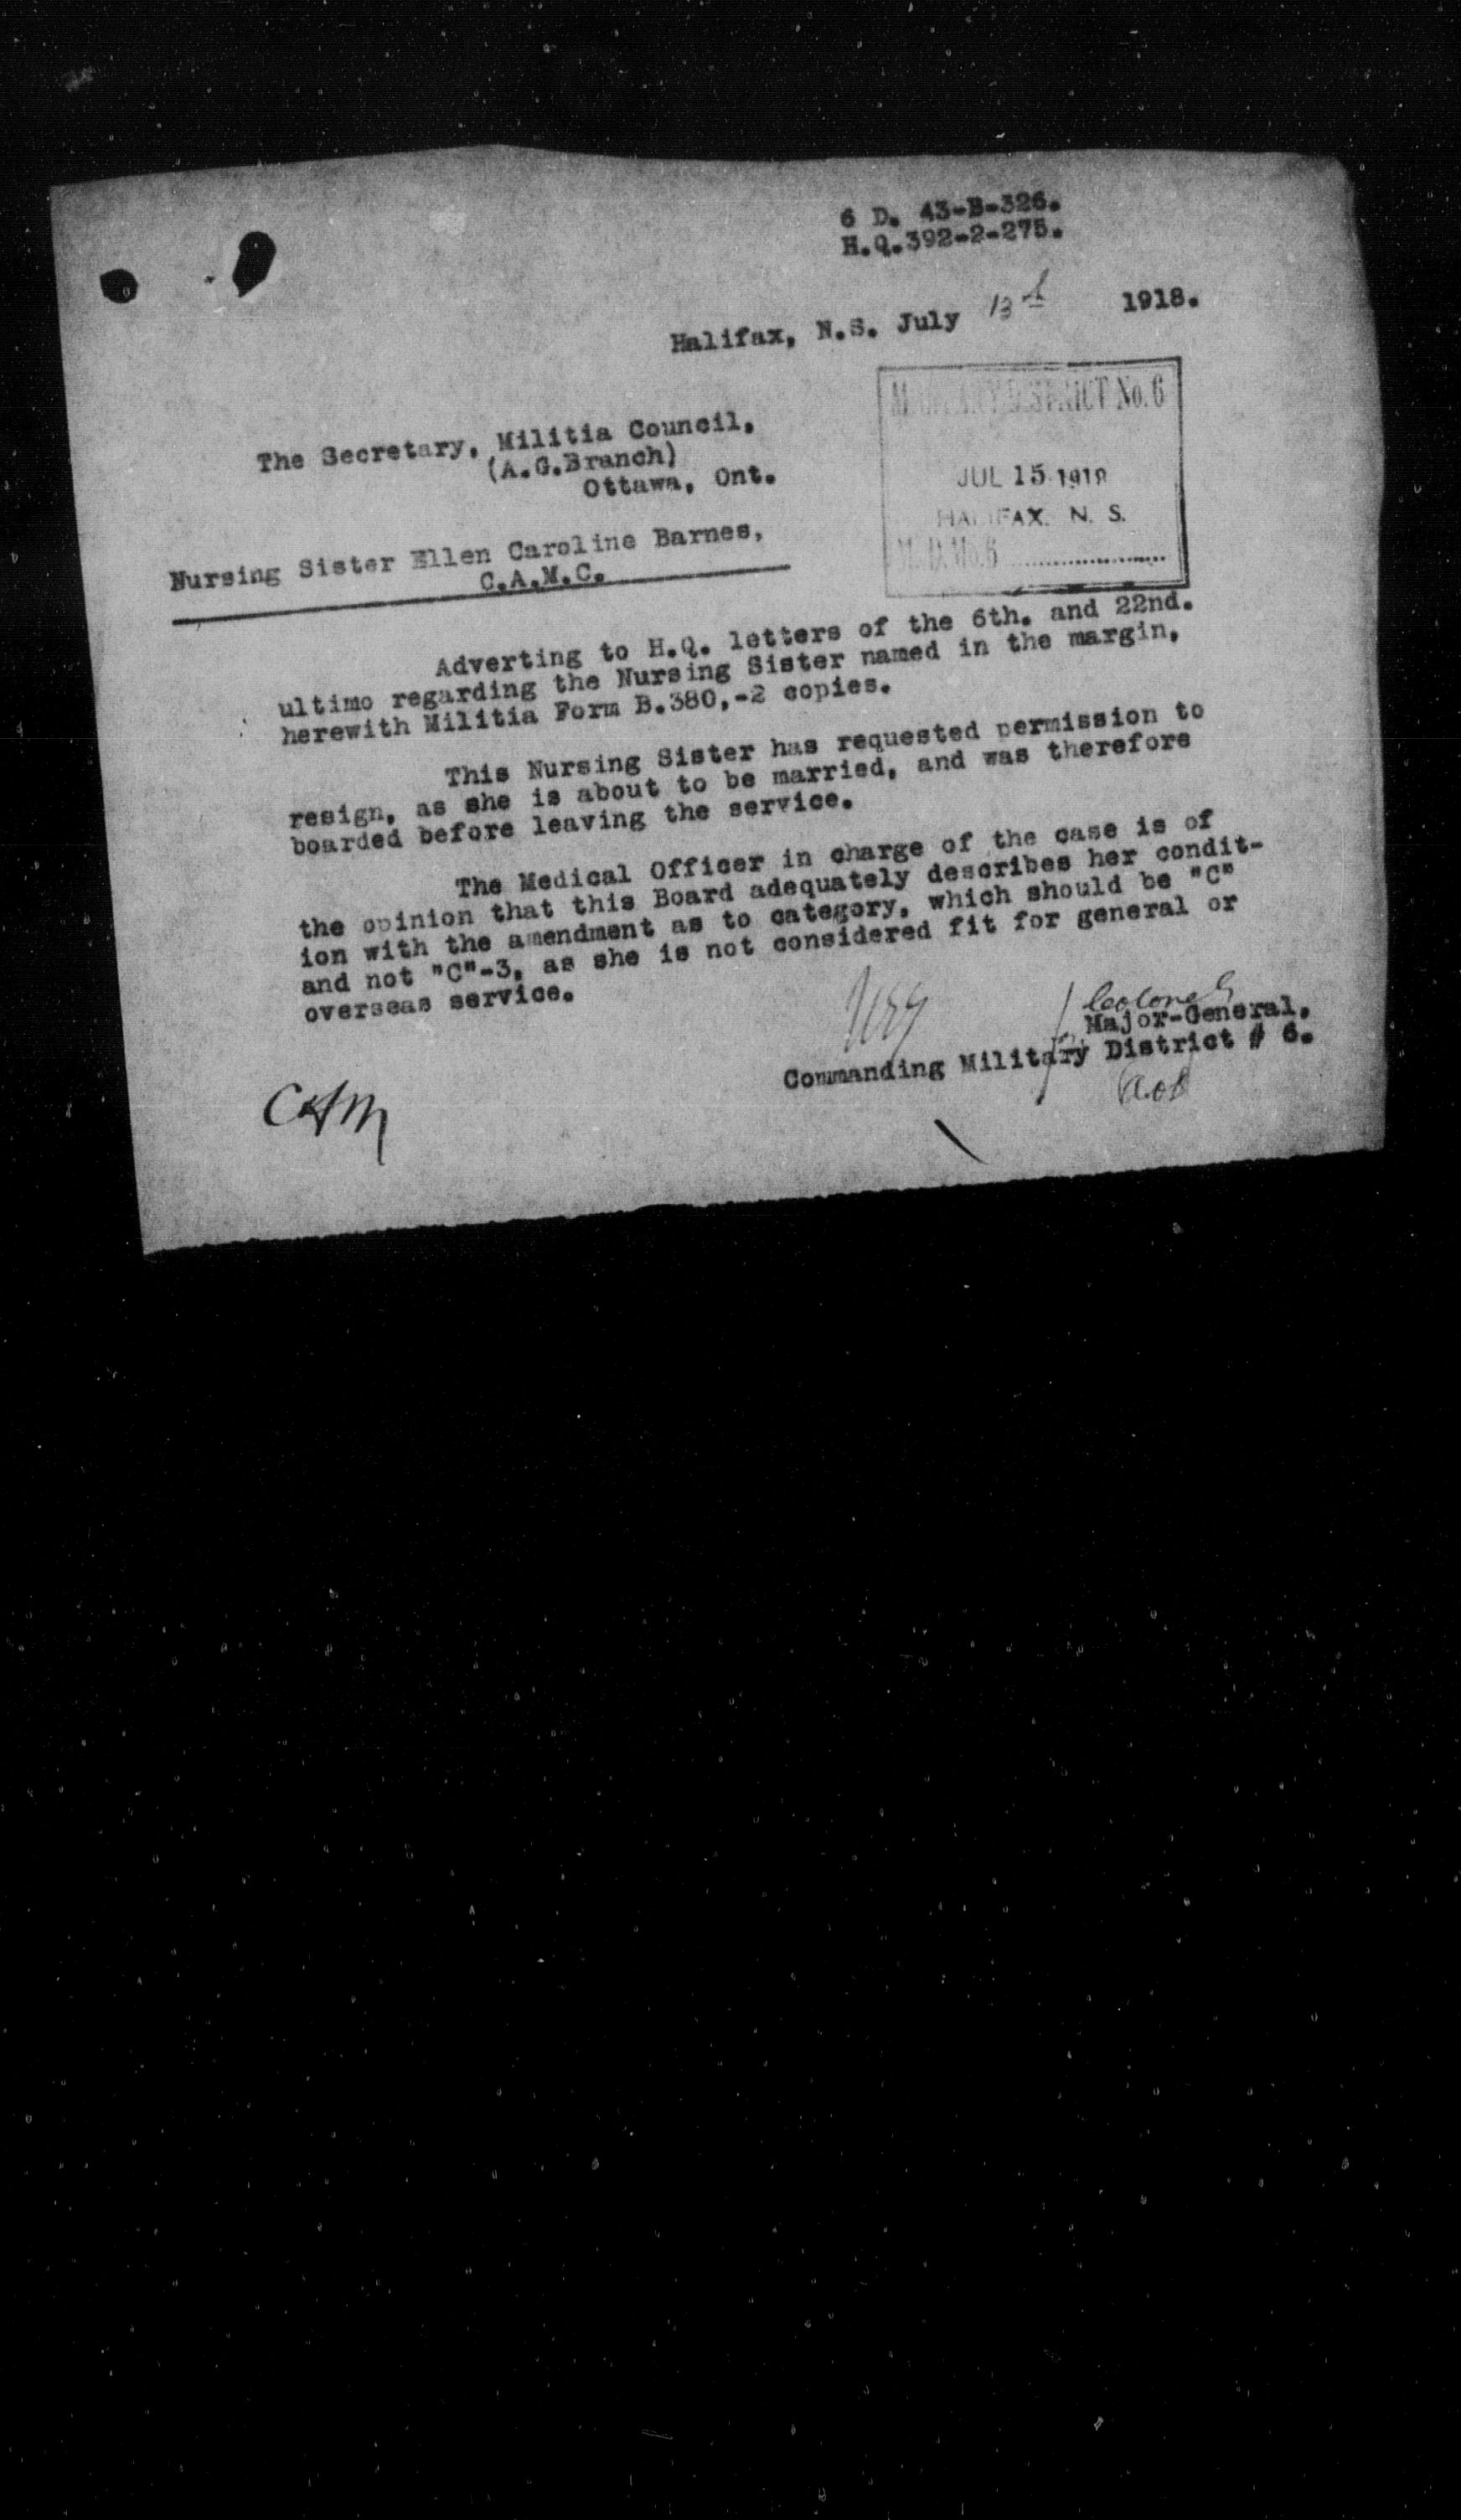 6 D. 43-B-326.
H.Q.392-2-275.
Halifax, N.S. July 13th 1918.
MILITARY DISTRICT No. 6
JUL 15 1918
HALIFAX. N. S.
M.D. No. 6
The Secretary, Militia Council,
(A.G.Branch)
Ottawa, Ont.
Nursing Sister Ellen Caroline Barnes,
C.A.M.C.
Adverting to H.Q. letters of the 6th. and 22nd.
ultimo regarding the Nursing Sister named in the margin,
herewith Militia Form B.380,-2 copies.
This Nursing Sister has requested permission to
resign, as she is about to be married, and was therefore
boarded before leaving the service.
The Medical Officer in charge of the case is of
the opinion that this Board adequately describes her condit-
ion with the amendment as to category, which should be "C"
and not "C"-3, as she is not considered fit for general or
overseas service.
Colonel
Major-General,
Commanding Military District # 6.